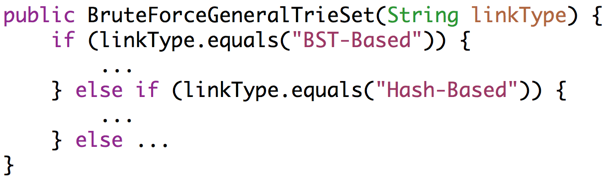 public BruteForceGeneralTrieSet(String linkType) {
    if (linkType.equals("BST-Based")) {
        ...
    } else if (linkType.equals("Hash-Based")) {
        ...
    } else ...
}